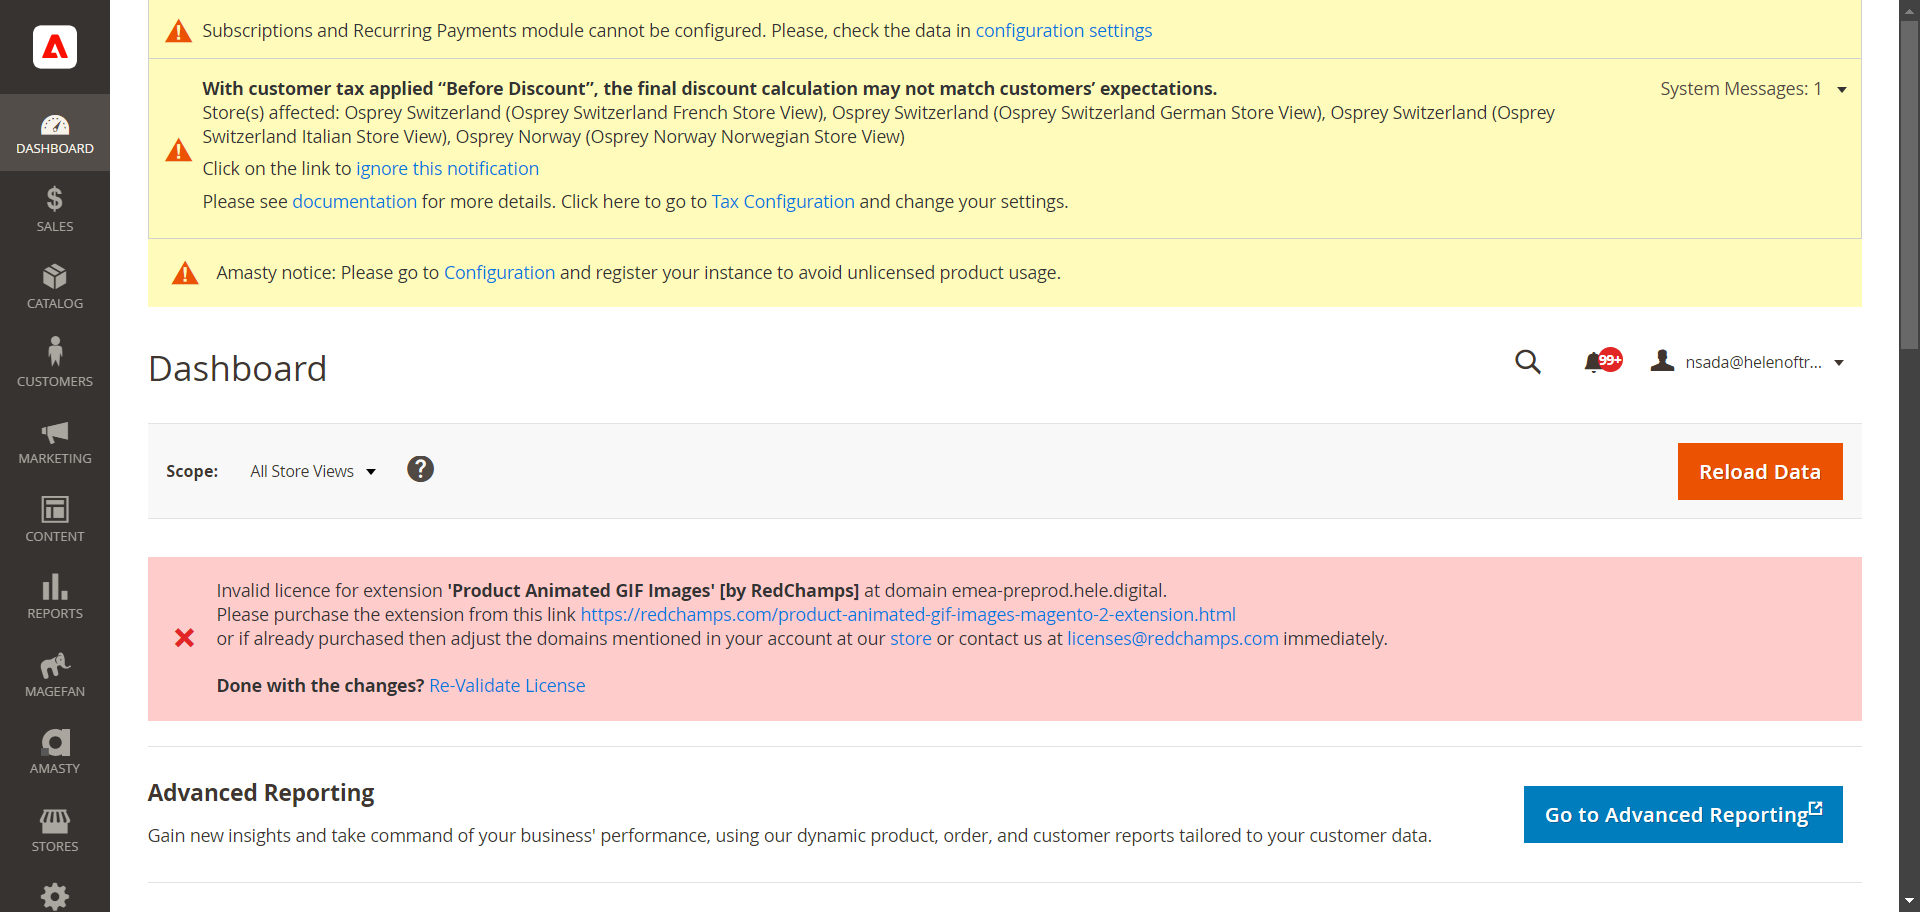 Subscriptions and Recurring Payments module cannot be configured. Please, check the data in configuration settings
With customer tax applied “Before Discount”, the final discount calculation may not match customers’ expectations.
System Messages: 1
Store(s) affected: Osprey Switzerland (Osprey Switzerland French Store View), Osprey Switzerland (Osprey Switzerland German Store View), Osprey Switzerland (Osprey
Switzerland Italian Store View), Osprey Norway (Osprey Norway Norwegian Store View)
Click on the link to ignore this notification
Please see documentation for more details. Click here to go to Tax Configuration and change your settings.
Amasty notice: Please go to Configuration and register your instance to avoid unlicensed product usage.
DASHBOARD
SALES
CATALOG
CUSTOMERS
MARKETING
CONTENT
REPORTS
MAGEFAN
AMASTY
STORES
Dashboard
99+
nsada@helenoftr...
Scope:
All Store Views
?
Reload Data
Invalid licence for extension 'Product Animated GIF Images' [by RedChamps] at domain emea-preprod.hele.digital.
Please purchase the extension from this link https://redchamps.com/product-animated-gif-images-magento-2-extension.html
or if already purchased then adjust the domains mentioned in your account at our store or contact us at licenses@redchamps.com immediately.
Done with the changes? Re-Validate License
Advanced Reporting
Gain new insights and take command of your business' performance, using our dynamic product, order, and customer reports tailored to your customer data.
Go to Advanced Reporting